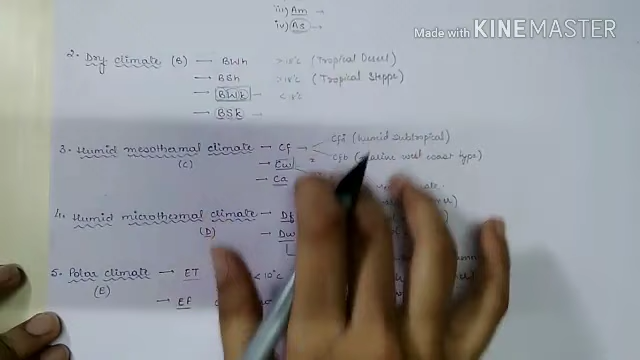 Made with KINEMASTER
iii) Am →
iv) As →
2. Dry climate (B) → BWh >18°c (Tropical Desert)
→ BSh >18°c (Tropical Steppe)
→ BWk → <18°c
→ BSk →
3. Humid mesothermal climate → Cf → Cfa (humid subtropical)
(C) → Cw Cfb (marine west coast type)
→ Ca
4. Humid microthermal climate → Df
(D) → Dw
5. Polar climate → ET <10°c
(E) → EF